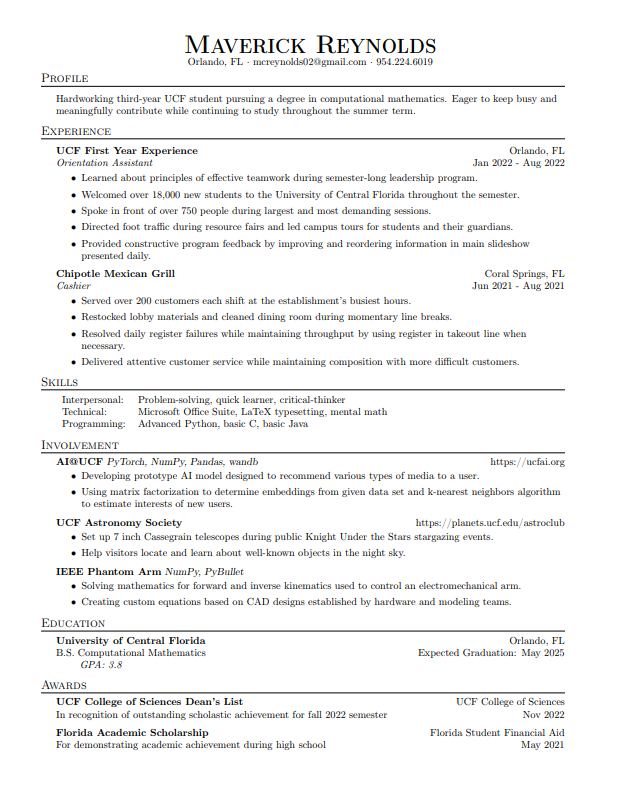 Maverick Reynolds
Orlando, FL · mcreynolds02@gmail.com · 954.224.6019
Profile
Hardworking third-year UCF student pursuing a degree in computational mathematics. Eager to keep busy and
meaningfully contribute while continuing to study throughout the summer term.
Experience
UCF First Year Experience Orlando, FL
Orientation Assistant Jan 2022 - Aug 2022
• Learned about principles of effective teamwork during semester-long leadership program.
• Welcomed over 18,000 new students to the University of Central Florida throughout the semester.
• Spoke in front of over 750 people during largest and most demanding sessions.
• Directed foot traffic during resource fairs and led campus tours for students and their guardians.
• Provided constructive program feedback by improving and reordering information in main slideshow
presented daily.
Chipotle Mexican Grill Coral Springs, FL
Cashier Jun 2021 - Aug 2021
• Served over 200 customers each shift at the establishment's busiest hours.
• Restocked lobby materials and cleaned dining room during momentary line breaks.
• Resolved daily register failures while maintaining throughput by using register in takeout line when
necessary.
• Delivered attentive customer service while maintaining composition with more difficult customers.
Skills
Interpersonal: Problem-solving, quick learner, critical-thinker
Technical: Microsoft Office Suite, LaTeX typesetting, mental math
Programming: Advanced Python, basic C, basic Java
Involvement
AI@UCF PyTorch, NumPy, Pandas, wandb https://ucfai.org
• Developing prototype AI model designed to recommend various types of media to a user.
• Using matrix factorization to determine embeddings from given data set and k-nearest neighbors algorithm
to estimate interests of new users.
UCF Astronomy Society https://planets.ucf.edu/astroclub
• Set up 7 inch Cassegrain telescopes during public Knight Under the Stars stargazing events.
• Help visitors locate and learn about well-known objects in the night sky.
IEEE Phantom Arm NumPy, PyBullet
• Solving mathematics for forward and inverse kinematics used to control an electromechanical arm.
• Creating custom equations based on CAD designs established by hardware and modeling teams.
Education
University of Central Florida Orlando, FL
B.S. Computational Mathematics Expected Graduation: May 2025
GPA: 3.8
Awards
UCF College of Sciences Dean's List UCF College of Sciences
In recognition of outstanding scholastic achievement for fall 2022 semester Nov 2022
Florida Academic Scholarship Florida Student Financial Aid
For demonstrating academic achievement during high school May 2021